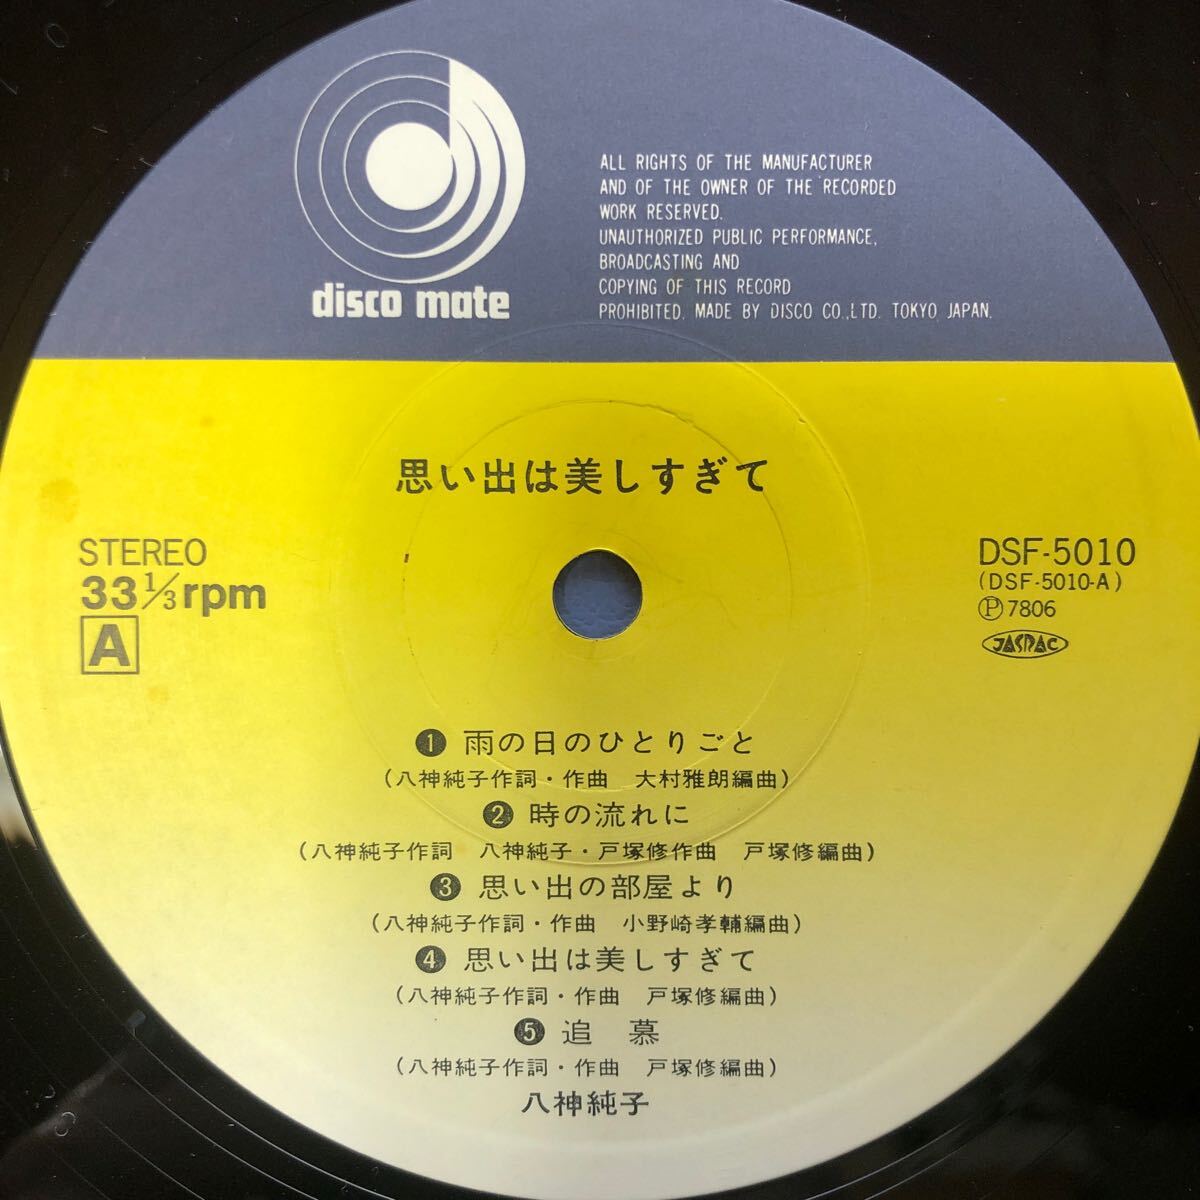 disco mate
ALL RIGHTS OF THE MANUFACTURER
AND OF THE OWNER OF THE RECORDED
WORK RESERVED.
UNAUTHORIZED PUBLIC PERFORMANCE,
BROADCASTING AND
COPYING OF THIS RECORD
PROHIBITED. MADE BY DISCO CO.,LTD. TOKYO, JAPAN.
思い出は美しすぎて
STEREO
33 1/3 rpm
A
DSF-5010
(DSF-5010-A)
Ⓟ7806
JASRAC
❶ 雨の日のひとりごと
(八神純子作詞・作曲 大村雅朗編曲)
❷ 時の流れに
(八神純子作詞 八神純子・戸塚修作曲 戸塚修編曲)
❸ 思い出の部屋より
(八神純子作詞・作曲 小野崎孝輔編曲)
❹ 思い出は美しすぎて
(八神純子作詞・作曲 戸塚修編曲)
❺ 追 慕
(八神純子作詞・作曲 戸塚修編曲)
八神純子